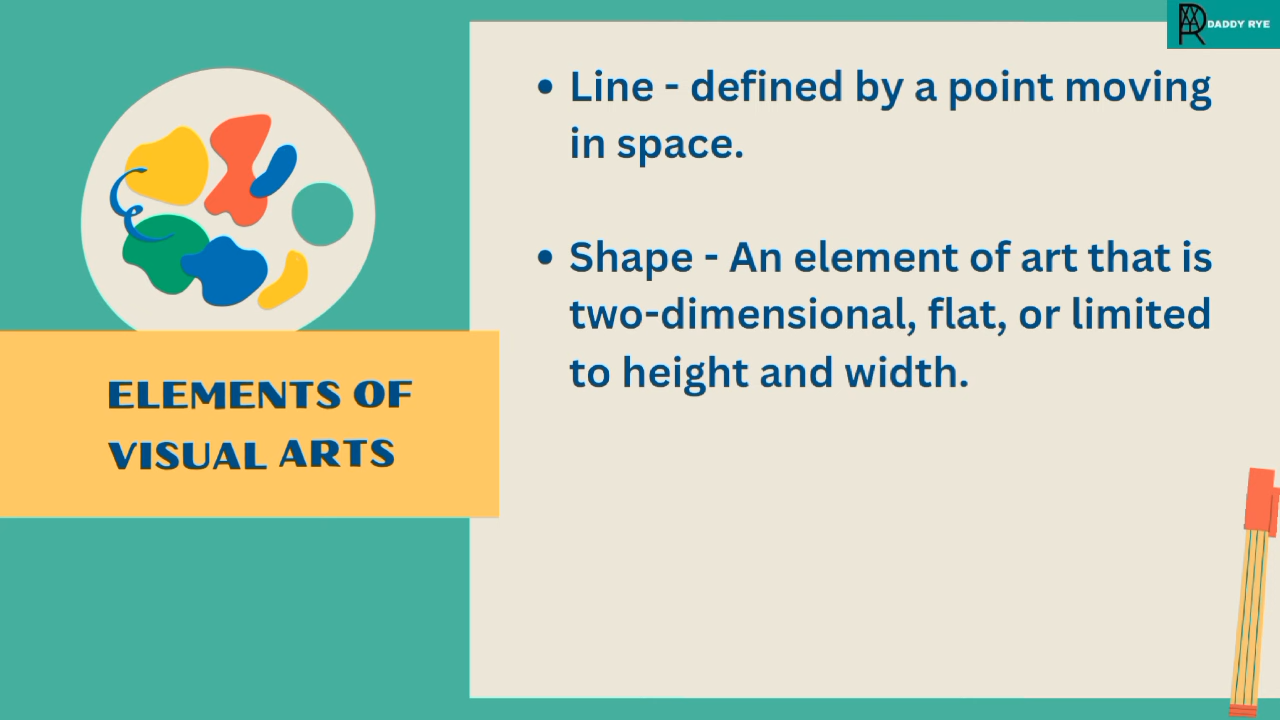 DADDY RYE
• Line - defined by a point moving
in space.
• Shape - An element of art that is
two-dimensional, flat, or limited
to height and width.
ELEMENTS OF
VISUAL ARTS